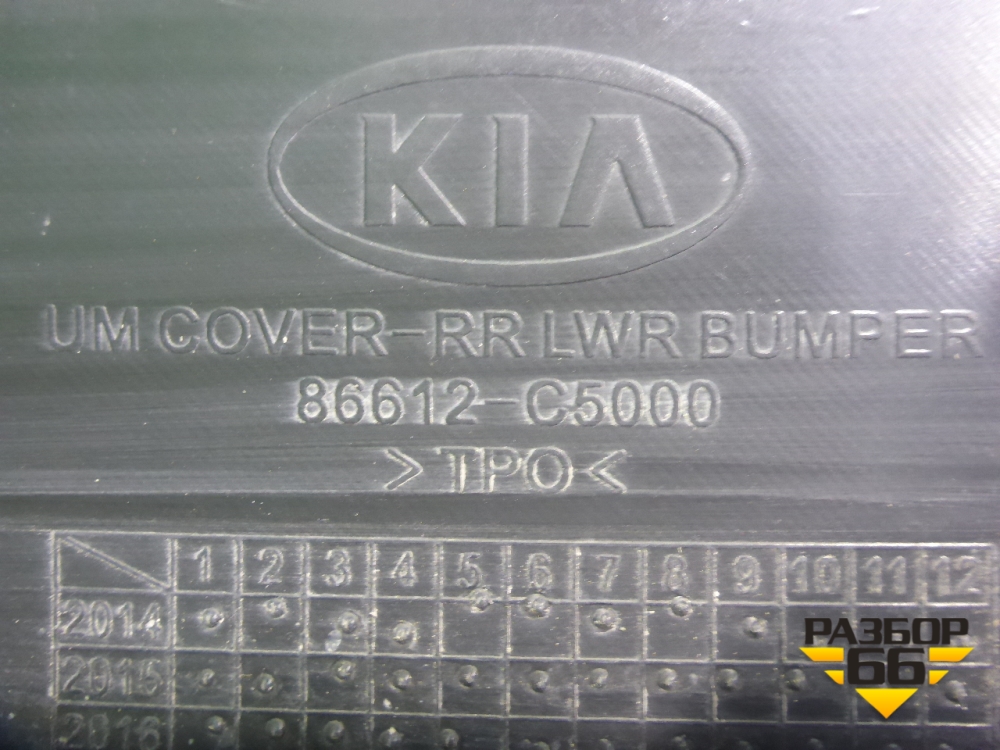 KIA
UM COVER-RR LWR BUMPER
86612-C5000
>TPO<
1 2 3 4 5 6 7 8 9 10 11 12
2014
2015
2016
РАЗБОР
66